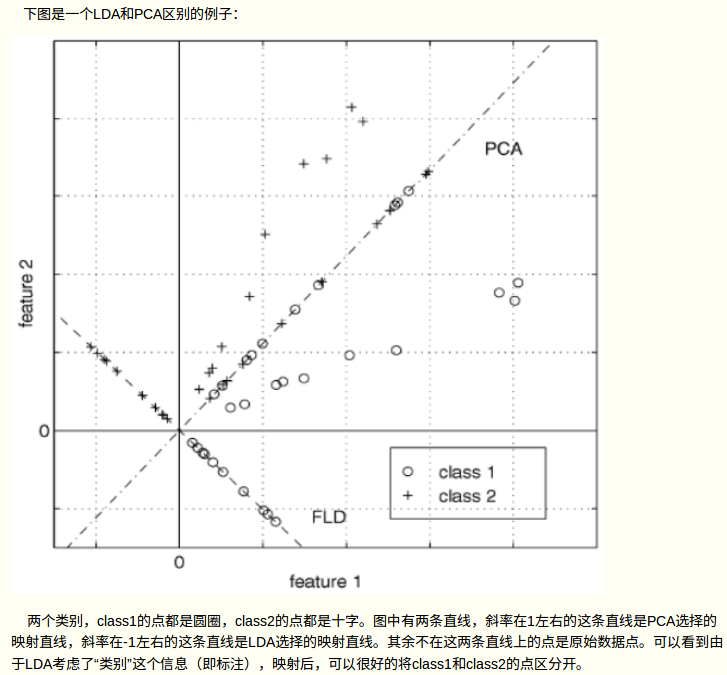 下图是一个LDA和PCA区别的例子：
PCA
feature 2
0
class 1
class 2
FLD
0
feature 1
两个类别，class1的点都是圆圈，class2的点都是十字。图中有两条直线，斜率在1左右的这条直线是PCA选择的
映射直线，斜率在-1左右的这条直线是LDA选择的映射直线。其余不在这两条直线上的点是原始数据点。可以看到由
于LDA考虑了“类别”这个信息（即标注），映射后，可以很好的将class1和class2的点区分开。